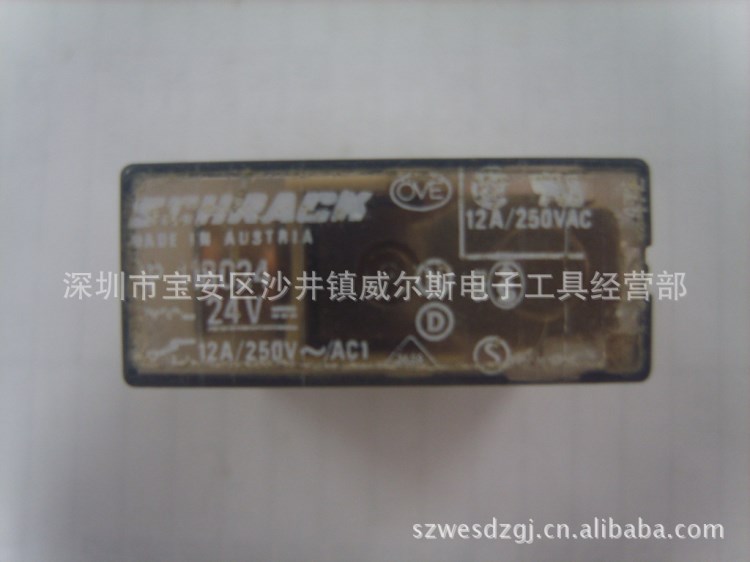 SCHRACK
ÖVE
12A/250VAC
MADE IN AUSTRIA
深圳市宝安区沙井镇威尔斯电子工具经营部
24V
D
12A/250V~/AC1
S
szwesdzgj.cn.alibaba.com